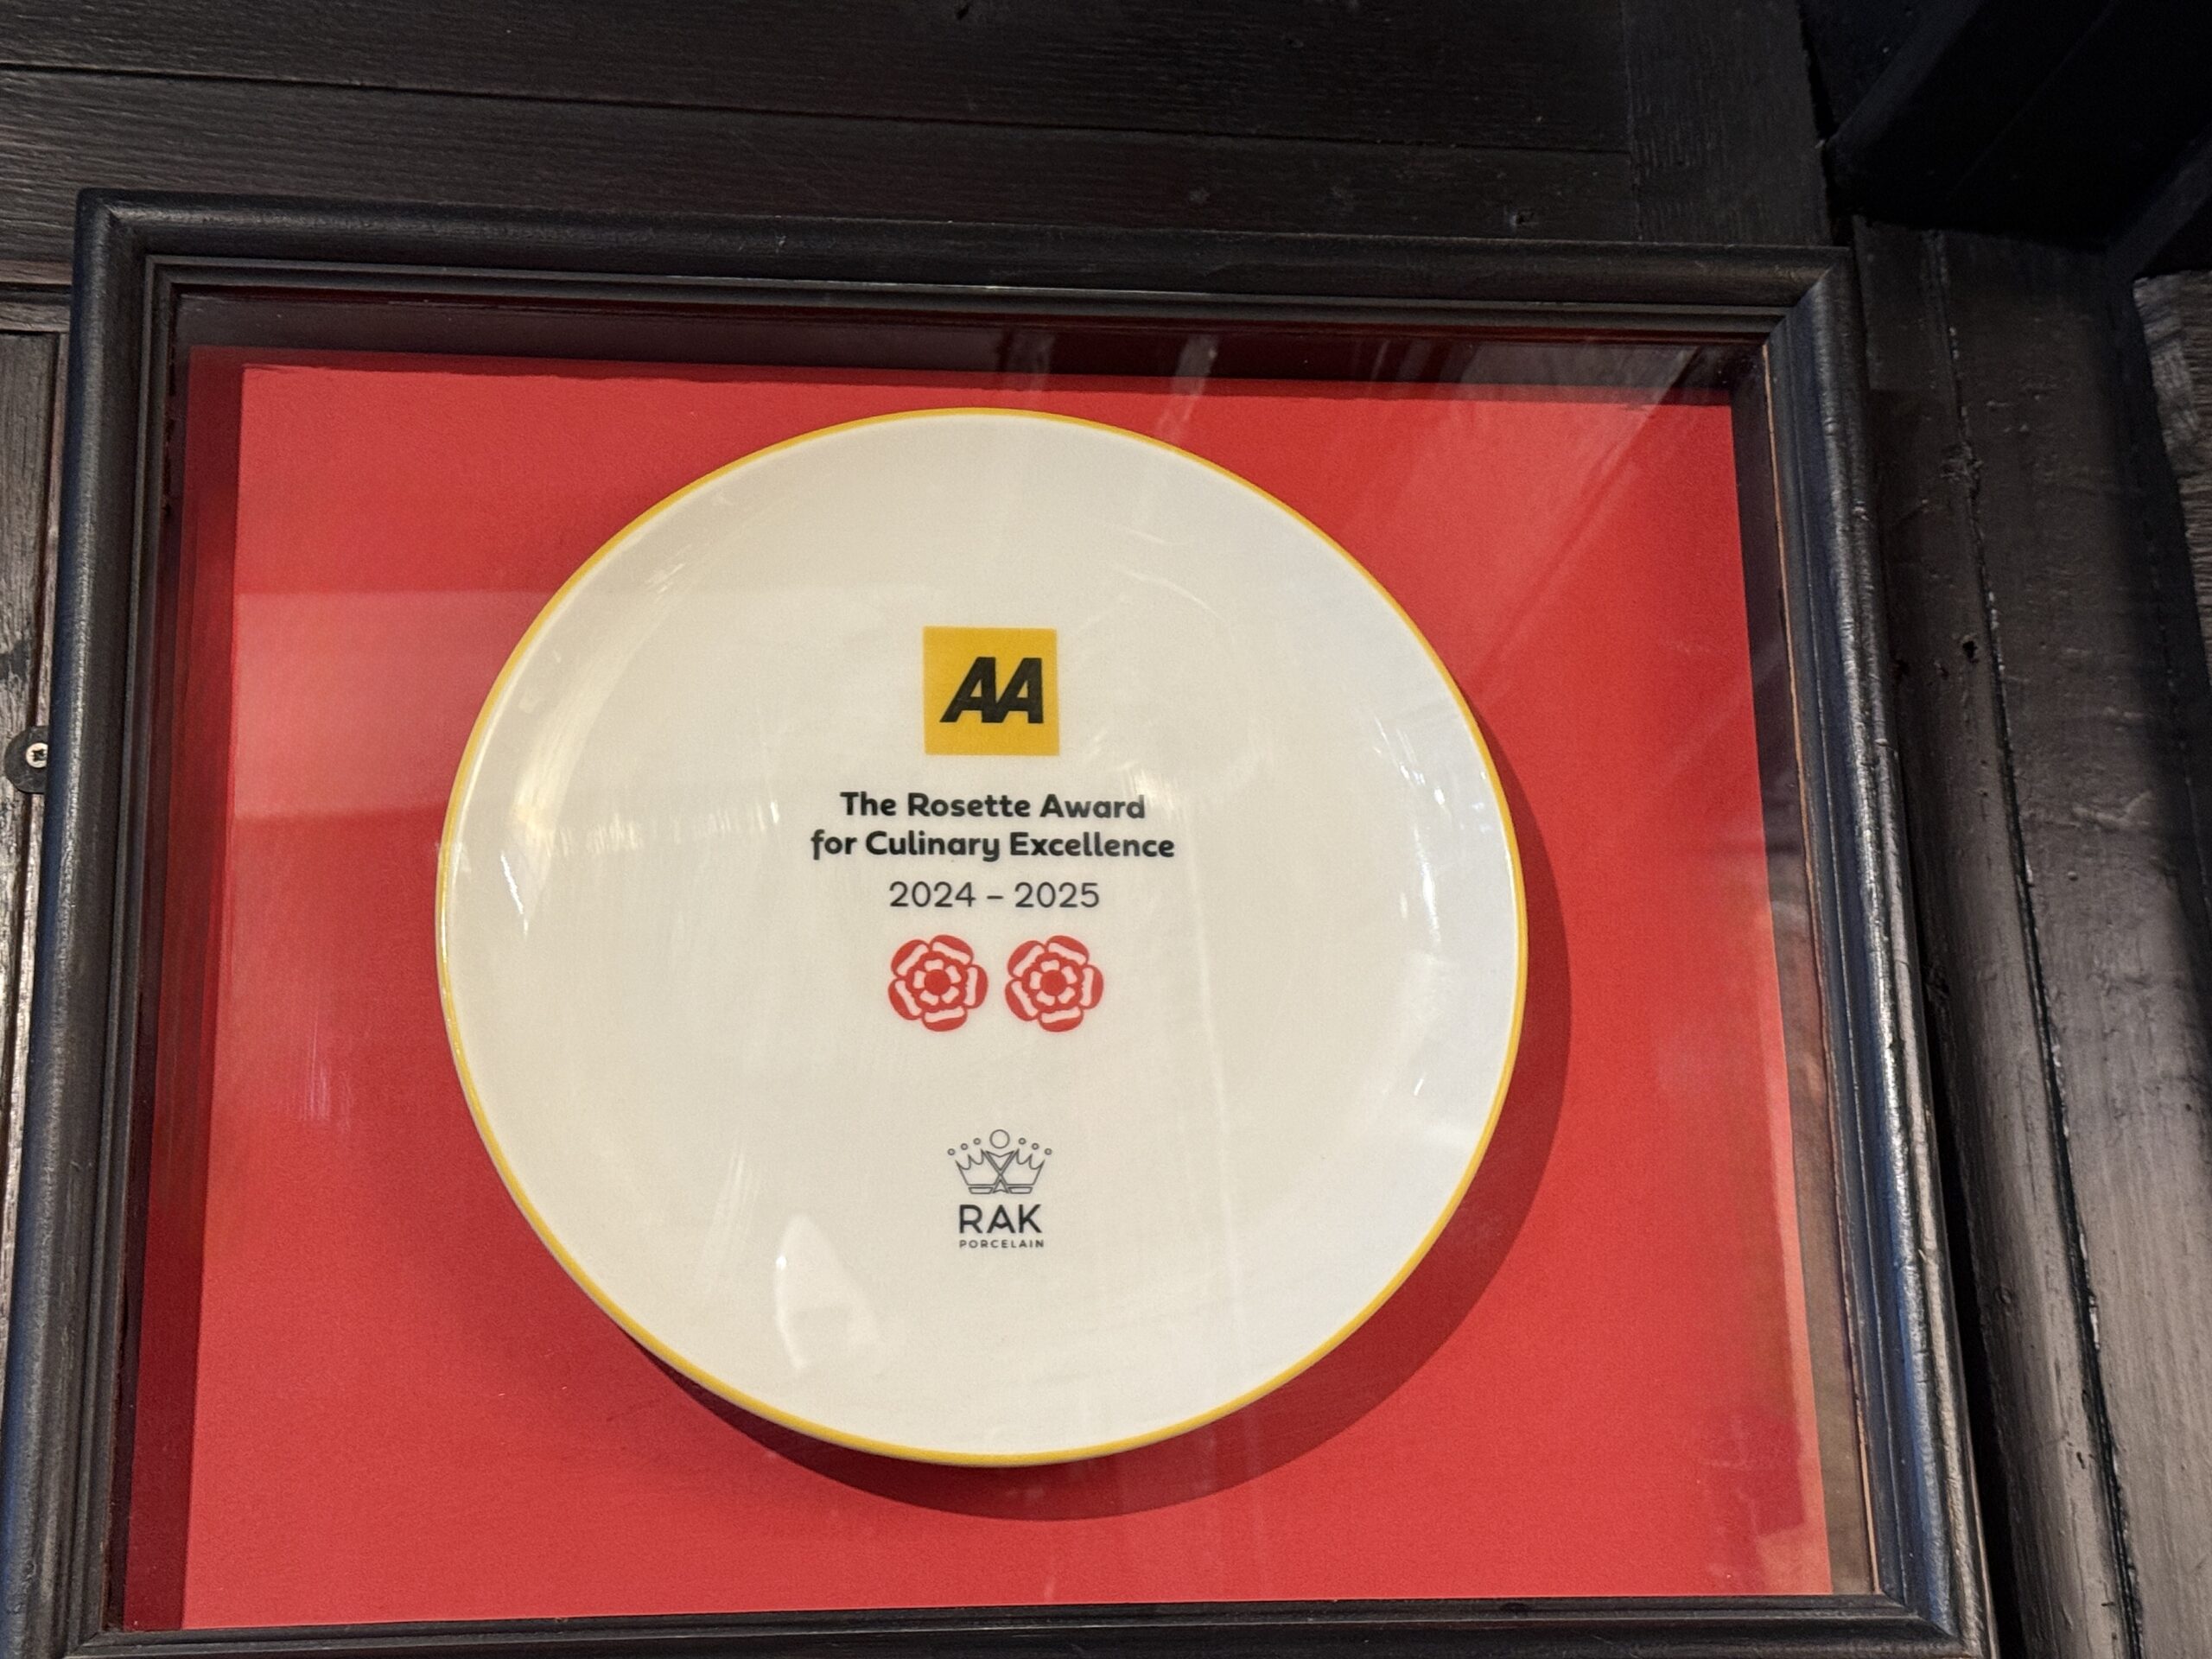 AA
The Rosette Award
for Culinary Excellence
2024 – 2025
RAK
PORCELAIN